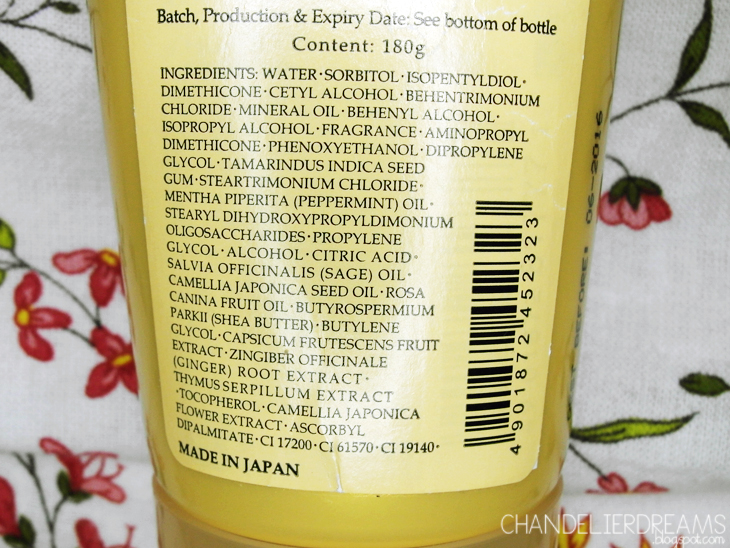 Batch, Production & Expiry Date: See bottom of bottle
Content: 180g
INGREDIENTS: WATER·SORBITOL·ISOPENTYLDIOL·
DIMETHICONE·CETYL ALCOHOL·BEHENTRIMONIUM
CHLORIDE·MINERAL OIL·BEHENYL ALCOHOL·
ISOPROPYL ALCOHOL·FRAGRANCE·AMINOPROPYL
DIMETHICONE·PHENOXYETHANOL·DIPROPYLENE
GLYCOL·TAMARINDUS INDICA SEED
GUM·STEARTRIMONIUM CHLORIDE·
MENTHA PIPERITA (PEPPERMINT) OIL·
STEARYL DIHYDROXYPROPYLDIMONIUM
OLIGOSACCHARIDES·PROPYLENE
GLYCOL·ALCOHOL·CITRIC ACID·
SALVIA OFFICINALIS (SAGE) OIL·
CAMELLIA JAPONICA SEED OIL·ROSA
CANINA FRUIT OIL·BUTYROSPERMIUM
PARKII (SHEA BUTTER)·BUTYLENE
GLYCOL·CAPSICUM FRUTESCENS FRUIT
EXTRACT·ZINGIBER OFFICINALE
(GINGER) ROOT EXTRACT·
THYMUS SERPILLUM EXTRACT
·TOCOPHEROL·CAMELLIA JAPONICA
FLOWER EXTRACT·ASCORBYL
DIPALMITATE·CI 17200·CI 61570·CI 19140·
MADE IN JAPAN
4 901872 452323
BEFORE: 06-2016
CHANDELIERDREAMS
blogspot.com